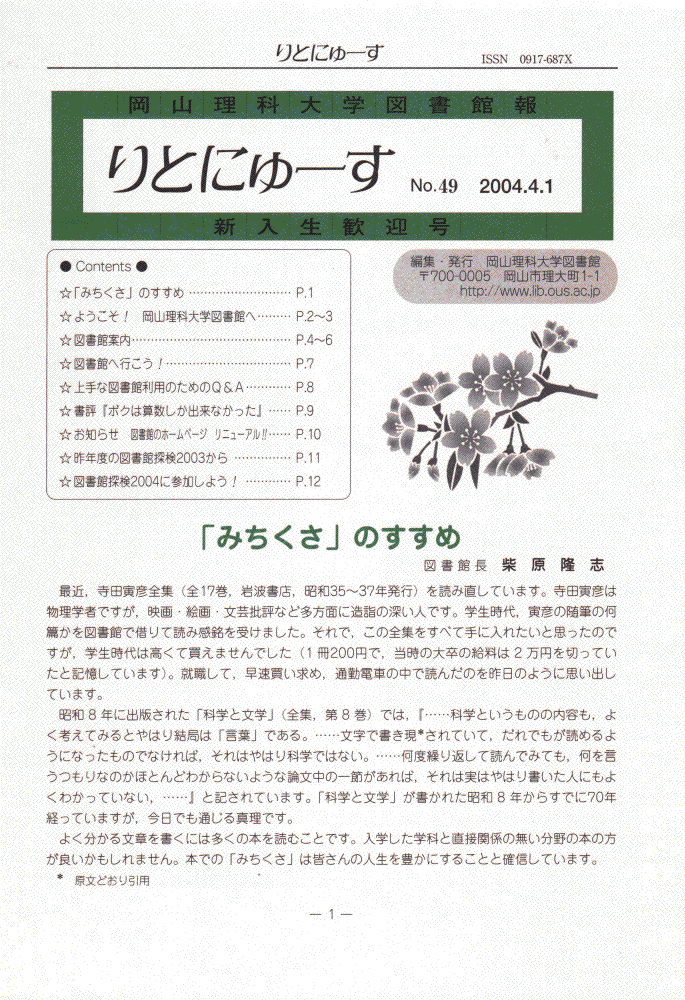 りとにゅーす
ISSN 0917-687X
岡山理科大学図書館報
りとにゅーす No.49 2004.4.1
新入生歓迎号
● Contents ●
☆「みちくさ」のすすめ …………………… P.1
☆ようこそ！ 岡山理科大学図書館へ ……… P.2～3
☆図書館案内………………………………… P.4～6
☆図書館へ行こう！………………………… P.7
☆上手な図書館利用のためのＱ＆Ａ………… P.8
☆書評『ボクは算数しか出来なかった』…… P.9
☆お知らせ 図書館のホームページ リニューアル!!…… P.10
☆昨年度の図書館探検2003から …………… P.11
☆図書館探検2004に参加しよう！ ………… P.12
編集・発行 岡山理科大学図書館
〒700-0005 岡山市理大町1-1
http://www.lib.ous.ac.jp
「みちくさ」のすすめ
図書館長 柴原隆志
最近，寺田寅彦全集（全17巻，岩波書店，昭和35～37年発行）を読み直しています。寺田寅彦は
物理学者ですが，映画・絵画・文芸批評など多方面に造詣の深い人です。学生時代，寅彦の随筆の何
篇かを図書館で借りて読み感銘を受けました。それで，この全集をすべて手に入れたいと思ったので
すが，学生時代は高くて買えませんでした（1冊200円で，当時の大卒の給料は２万円を切ってい
たと記憶しています）。就職して，早速買い求め，通勤電車の中で読んだのを昨日のように思い出し
ています。
昭和８年に出版された「科学と文学」（全集，第８巻）では，『……科学というものの内容も，よ
く考えてみるとやはり結局は「言葉」である。……文字で書き現*されていて，だれでもが読めるよ
うになったものでなければ，それはやはり科学ではない。……何度繰り返して読んでみても，何を言
うつもりなのかほとんどわからないような論文中の一節があれば，それは実はやはり書いた人にもよ
くわかっていない，……』と記されています。「科学と文学」が書かれた昭和８年からすでに70年
経っていますが，今日でも通じる真理です。
よく分かる文章を書くには多くの本を読むことです。入学した学科と直接関係の無い分野の本の方
が良いかもしれません。本での「みちくさ」は皆さんの人生を豊かにすることと確信しています。
* 原文どおり引用
— 1 —